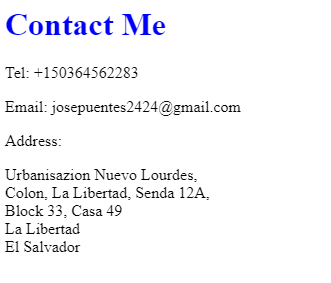 Contact Me
Tel: +150364562283
Email: josepuentes2424@gmail.com
Address:
Urbanisazion Nuevo Lourdes,
Colon, La Libertad, Senda 12A,
Block 33, Casa 49
La Libertad
El Salvador